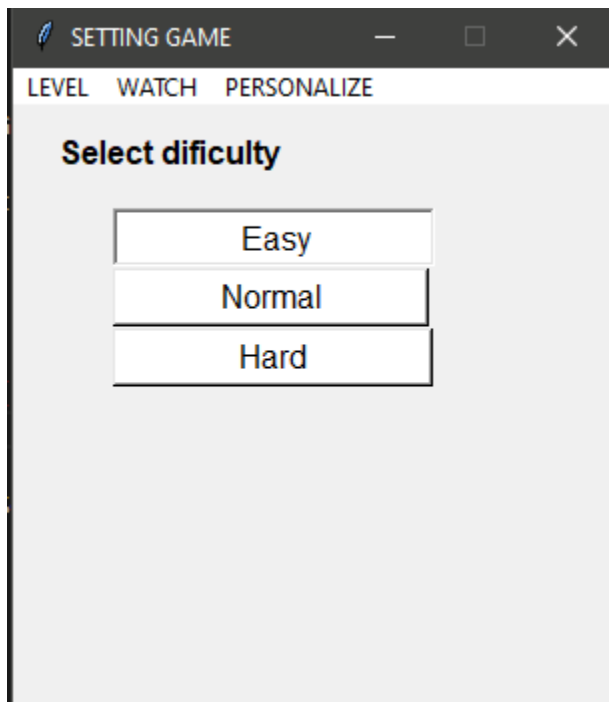 SETTING GAME
LEVEL WATCH PERSONALIZE
Select dificulty
Easy
Normal
Hard